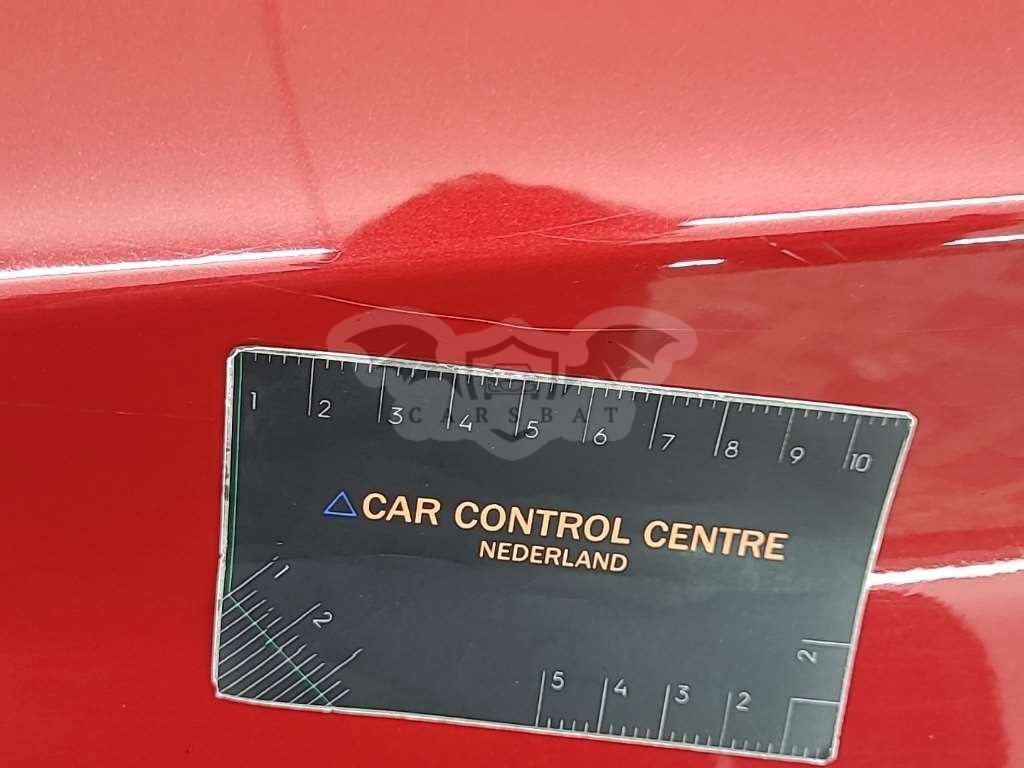 1 2 3 4 5 6 7 8 9 10
CARSBAT
CAR CONTROL CENTRE
NEDERLAND
1 2
2
5 4 3 2